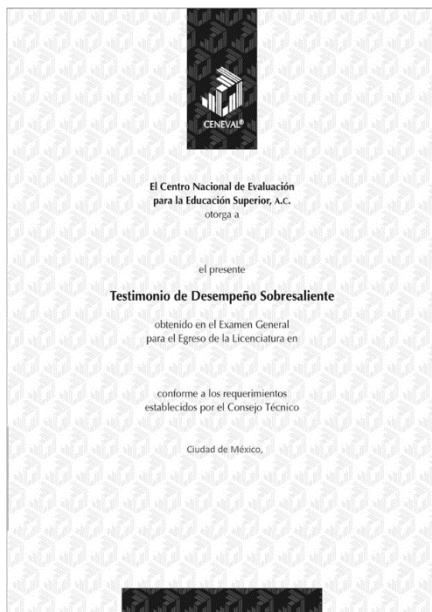 CENEVAL®
El Centro Nacional de Evaluación
para la Educación Superior, A.C.
otorga a
el presente
Testimonio de Desempeño Sobresaliente
obtenido en el Examen General
para el Egreso de la Licenciatura en
conforme a los requerimientos
establecidos por el Consejo Técnico
Ciudad de México,